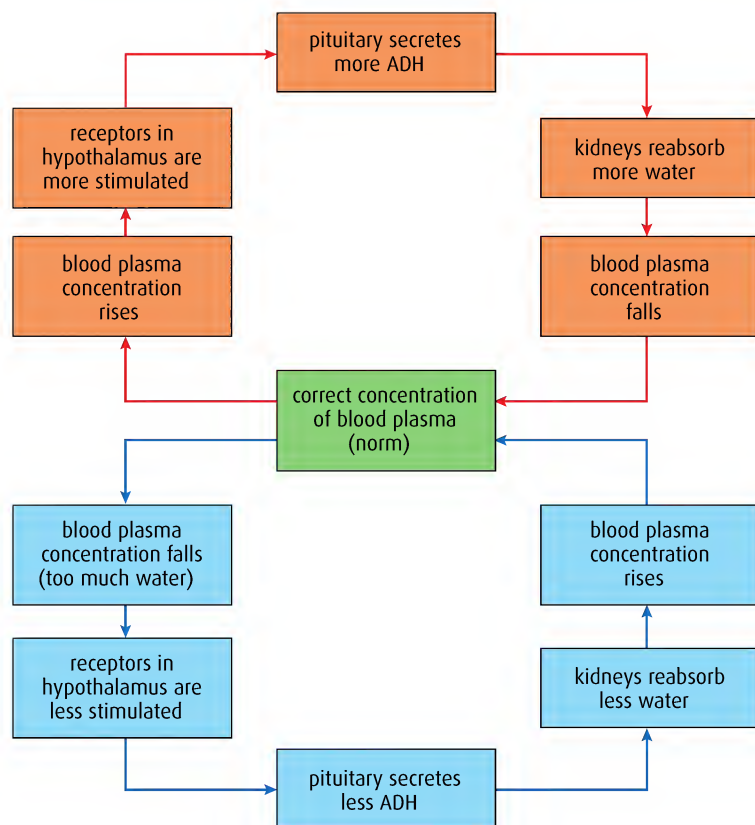 pituitary secretes
more ADH
receptors in
hypothalamus are
more stimulated
kidneys reabsorb
more water
blood plasma
concentration
rises
blood plasma
concentration
falls
correct concentration
of blood plasma
(norm)
blood plasma
concentration falls
(too much water)
blood plasma
concentration
rises
receptors in
hypothalamus are
less stimulated
kidneys reabsorb
less water
pituitary secretes
less ADH